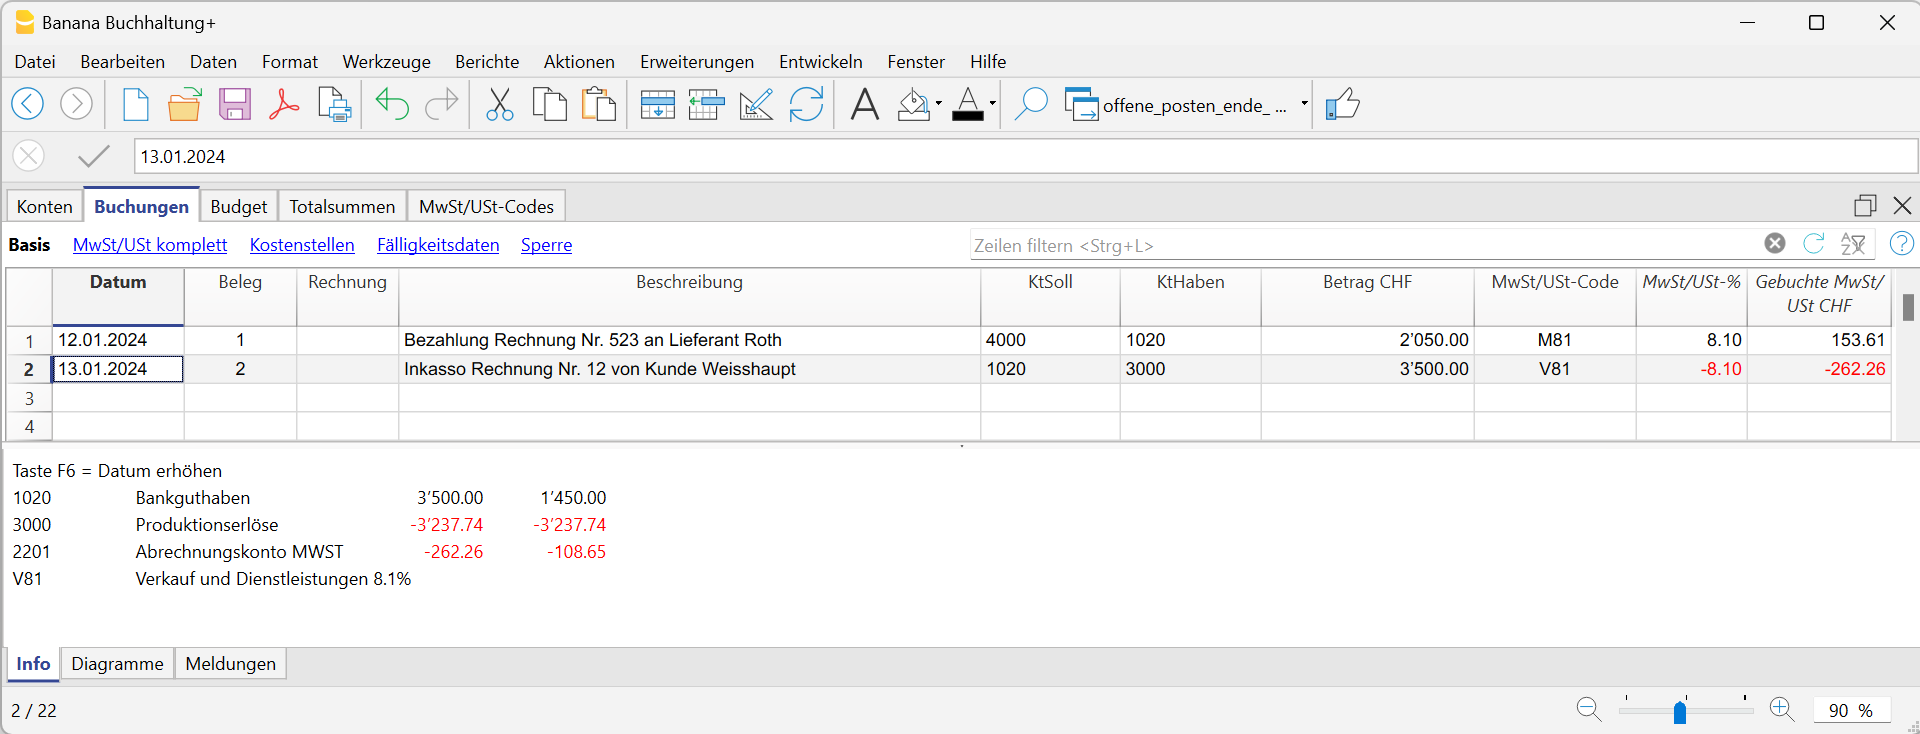 Banana Buchhaltung+
Datei Bearbeiten Daten Format Werkzeuge Berichte Aktionen Erweiterungen Entwickeln Fenster Hilfe
offene_posten_ende_ ...
13.01.2024
Konten Buchungen Budget Totalsummen MwSt/USt-Codes
Basis MwSt/USt komplett Kostenstellen Fälligkeitsdaten Sperre Zeilen filtern <Strg+L>
Datum Beleg Rechnung Beschreibung KtSoll KtHaben Betrag CHF MwSt/USt-Code MwSt/USt-% Gebuchte MwSt/
USt CHF
1 12.01.2024 1 Bezahlung Rechnung Nr. 523 an Lieferant Roth 4000 1020 2’050.00 M81 8.10 153.61
2 13.01.2024 2 Inkasso Rechnung Nr. 12 von Kunde Weisshaupt 1020 3000 3’500.00 V81 -8.10 -262.26
3
4
Taste F6 = Datum erhöhen
1020 Bankguthaben 3’500.00 1’450.00
3000 Produktionserlöse -3’237.74 -3’237.74
2201 Abrechnungskonto MWST -262.26 -108.65
V81 Verkauf und Dienstleistungen 8.1%
Info Diagramme Meldungen
2 / 22 90 %